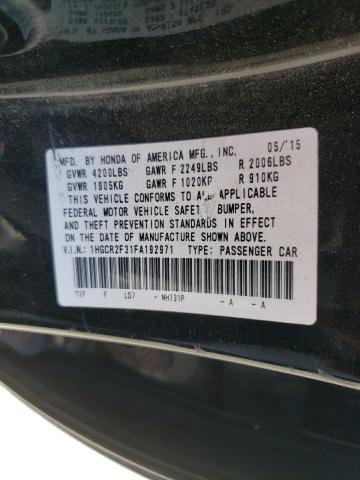 MFD. BY HONDA OF AMERICA MFG., INC. 05/15
GVWR 4200LBS GAWR F 2249LBS R 2006LBS
GVWR 1905KG GAWR F 1020KG R 910KG
THIS VEHICLE CONFORMS TO APPLICABLE
FEDERAL MOTOR VEHICLE BUMPER,
AND THEFT PREVENTION STANDARDS IN EFFECT
ON THE DATE OF MANUFACTURE SHOWN ABOVE.
V.I.N.: 1HGCR2F31FA192971 TYPE: PASSENGER CAR
F LD7 - NH731P - A - A